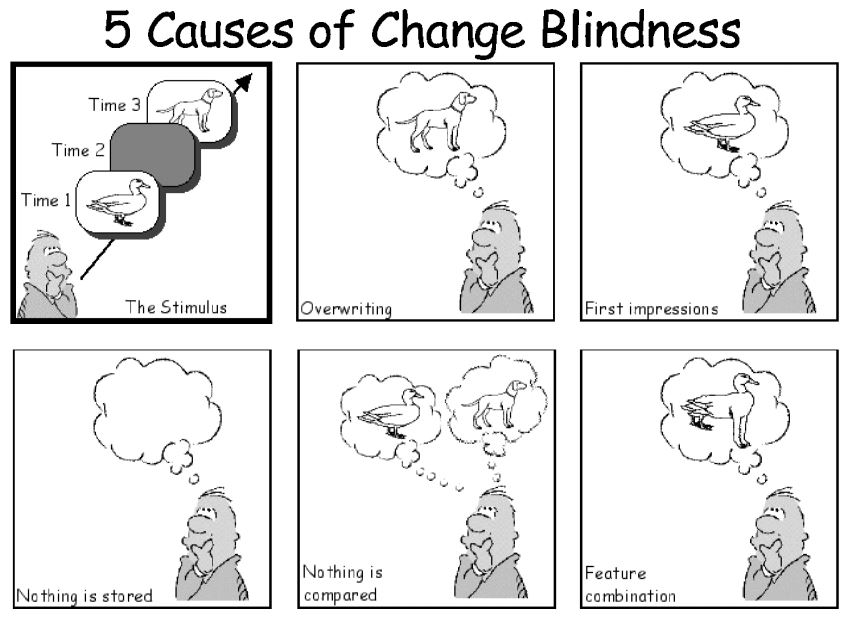 5 Causes of Change Blindness
Time 3
Time 2
Time 1
The Stimulus
Overwriting
First impressions
Nothing is stored
Nothing is
compared
Feature
combination